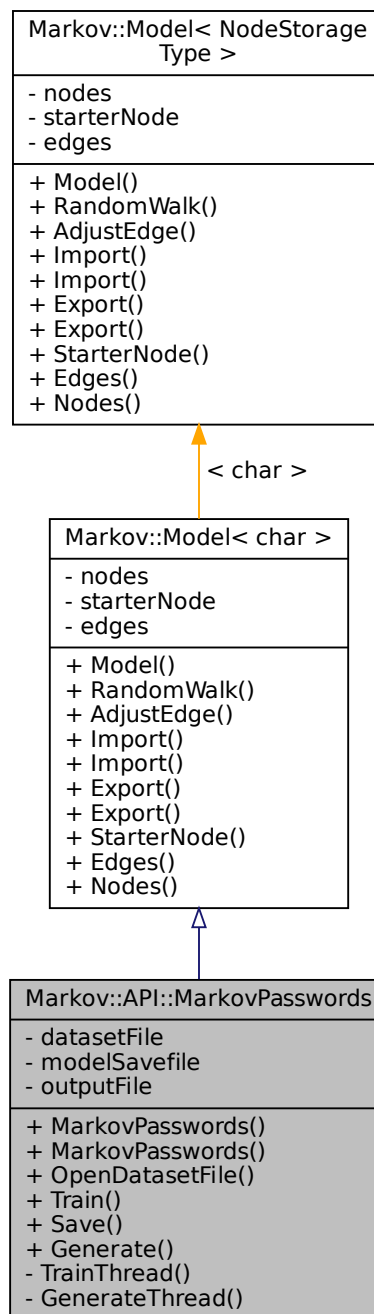 Markov::Model< NodeStorage
Type >
- nodes
- starterNode
- edges
+ Model()
+ RandomWalk()
+ AdjustEdge()
+ Import()
+ Import()
+ Export()
+ Export()
+ StarterNode()
+ Edges()
+ Nodes()
< char >
Markov::Model< char >
- nodes
- starterNode
- edges
+ Model()
+ RandomWalk()
+ AdjustEdge()
+ Import()
+ Import()
+ Export()
+ Export()
+ StarterNode()
+ Edges()
+ Nodes()
Markov::API::MarkovPasswords
- datasetFile
- modelSavefile
- outputFile
+ MarkovPasswords()
+ MarkovPasswords()
+ OpenDatasetFile()
+ Train()
+ Save()
+ Generate()
- TrainThread()
- GenerateThread()